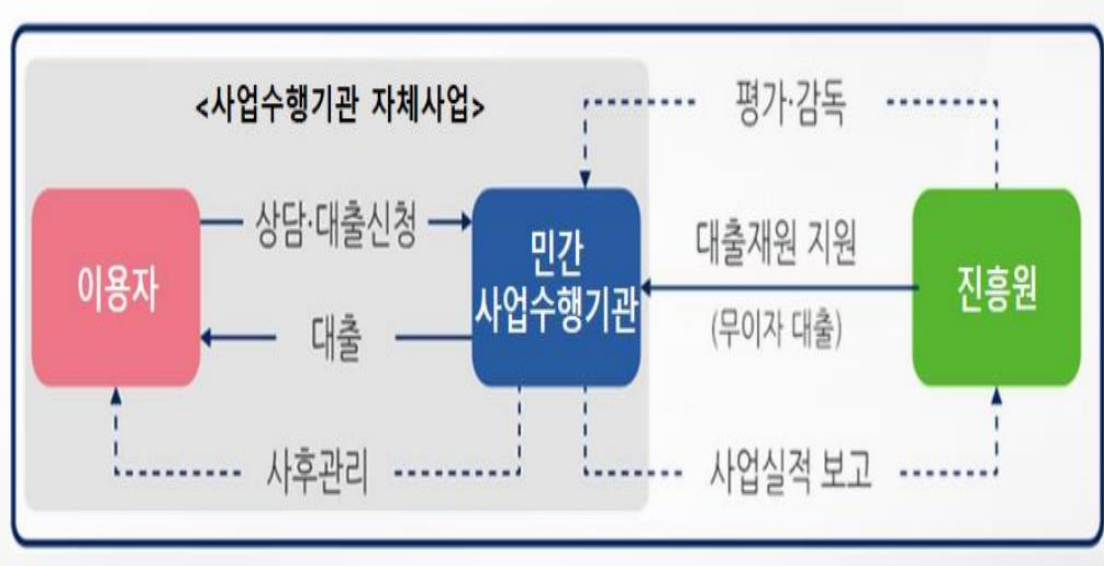 <사업수행기관 자체사업>
평가·감독
상담·대출신청
대출재원 지원
이용자
민간
사업수행기관
진흥원
(무이자 대출)
대출
사후관리
사업실적 보고